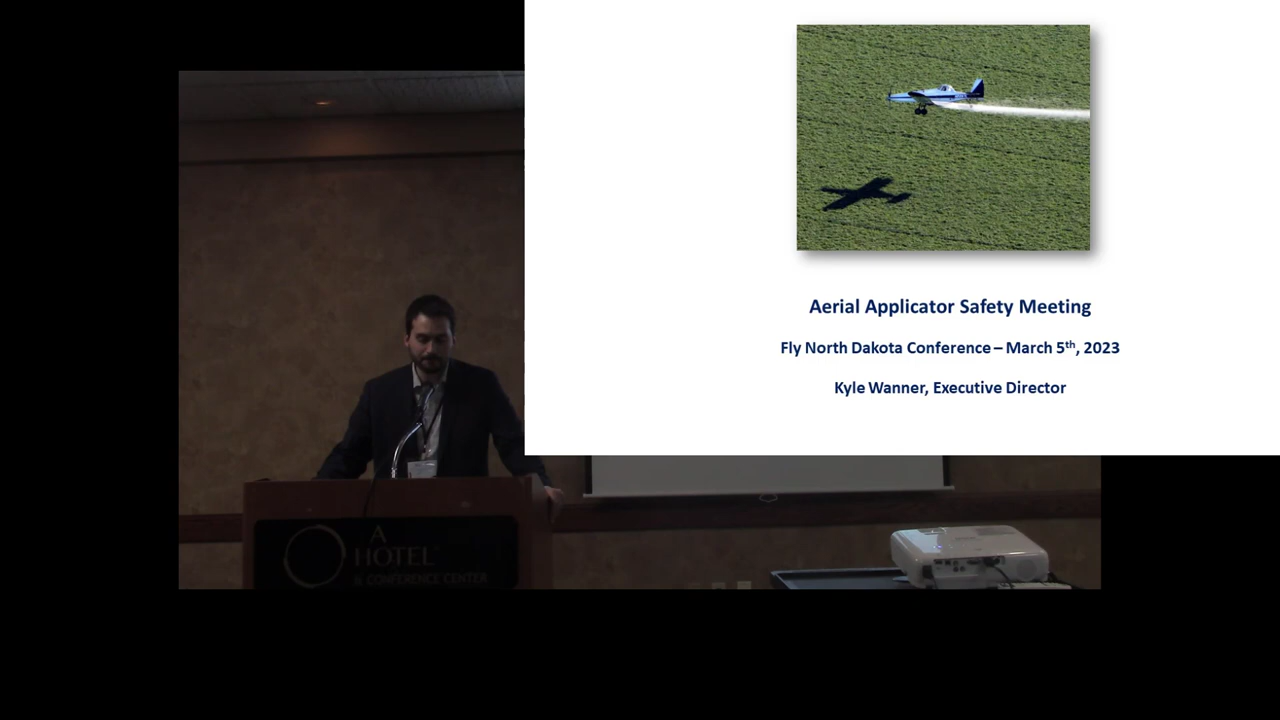 Aerial Applicator Safety Meeting
Fly North Dakota Conference – March 5th, 2023
Kyle Wanner, Executive Director
A
HOTEL
& CONFERENCE CENTER